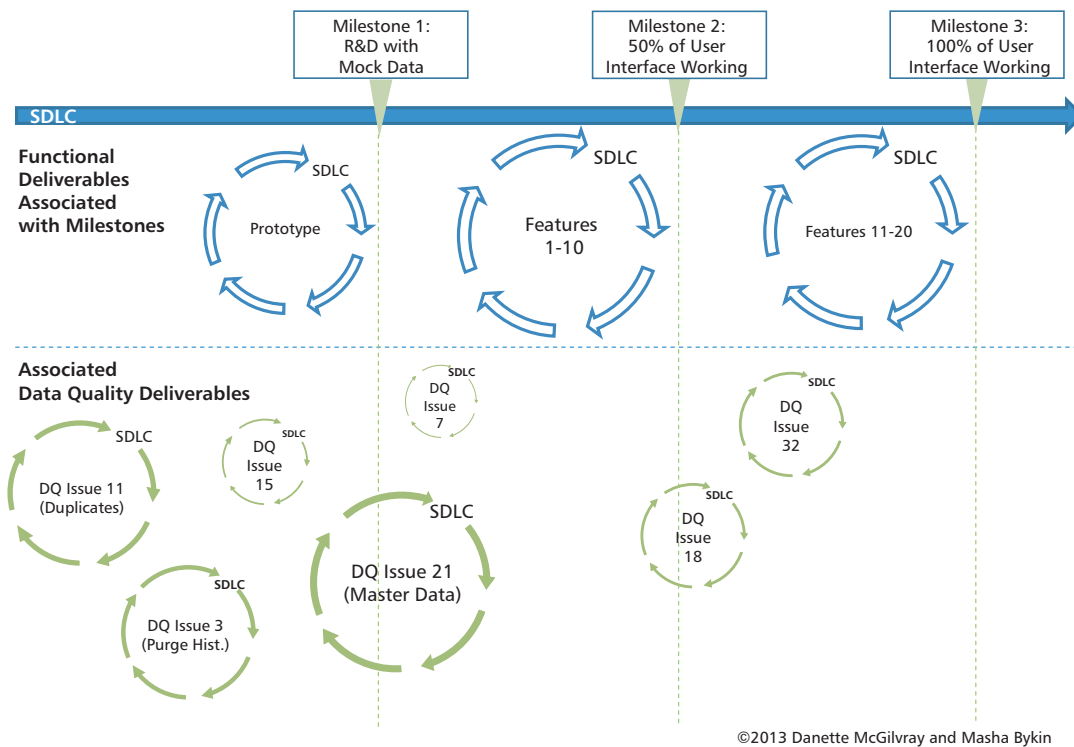 Milestone 1:
R&D with
Mock Data
Milestone 2:
50% of User
Interface Working
Milestone 3:
100% of User
Interface Working
SDLC
Functional
Deliverables
Associated
with Milestones
SDLC
Prototype
SDLC
Features
1-10
SDLC
Features 11-20
Associated
Data Quality Deliverables
SDLC
DQ Issue 11
(Duplicates)
SDLC
DQ
Issue
15
SDLC
DQ
Issue
7
SDLC
DQ
Issue
32
SDLC
DQ Issue 21
(Master Data)
SDLC
DQ
Issue
18
SDLC
DQ Issue 3
(Purge Hist.)
©2013 Danette McGilvray and Masha Bykin